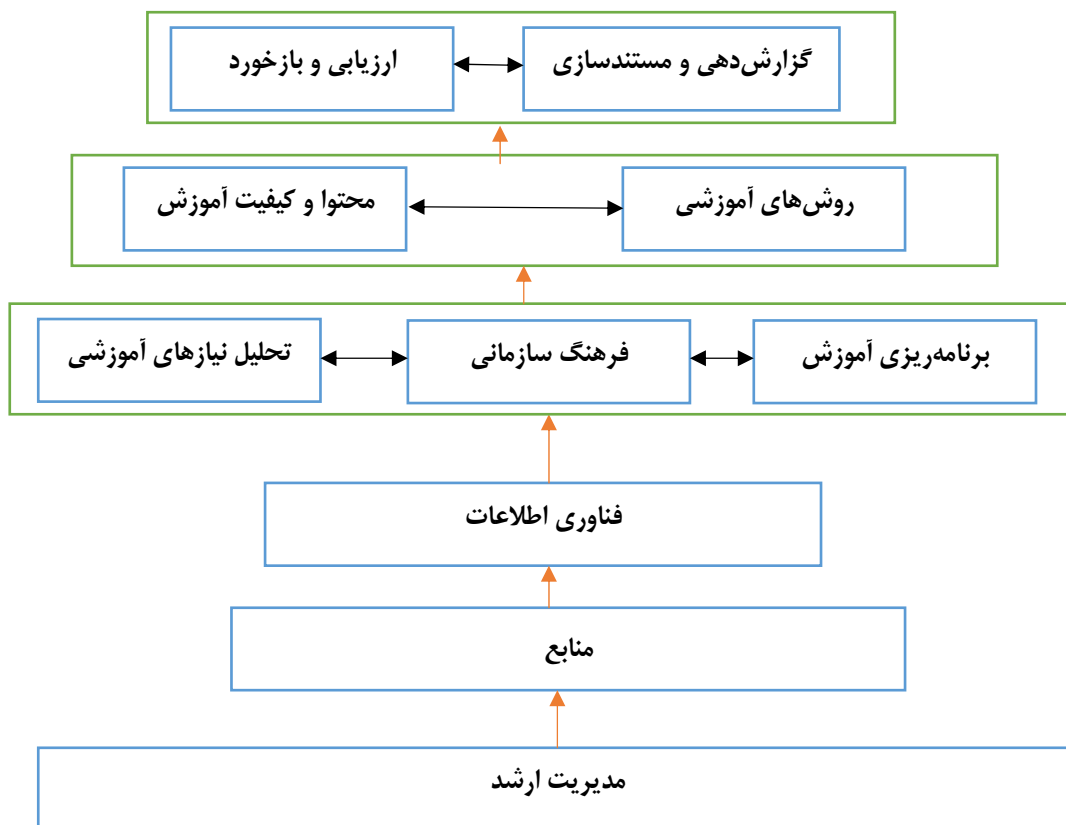 گزارش‌دهی و مستندسازی
ارزیابی و بازخورد
روش‌های آموزشی
محتوا و کیفیت آموزش
برنامه‌ریزی آموزش
فرهنگ سازمانی
تحلیل نیازهای آموزشی
فناوری اطلاعات
منابع
مدیریت ارشد